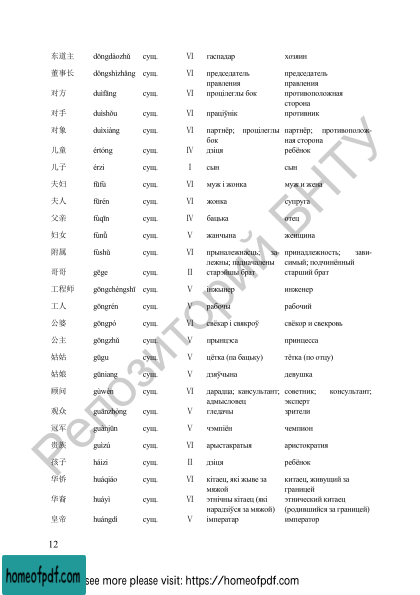 东道主 dōngdàozhǔ сущ. VI гаспадар хозяин
董事长 dǒngshìzhǎng сущ. VI председатель председатель
правления правления
对方 duìfāng сущ. VI процілеглы бок противоположная
сторона
对手 duìshǒu сущ. VI праціўнік противник
对象 duìxiàng сущ. VI партнёр; процілеглы партнёр; противополож-
бок ная сторона
儿童 értóng сущ. IV дзіця ребёнок
儿子 érzi сущ. I сын сын
夫妇 fūfù сущ. VI муж і жонка муж и жена
夫人 fūrén сущ. VI жонка супруга
父亲 fùqīn сущ. IV бацька отец
妇女 fùnǚ сущ. V жанчына женщина
附属 fùshǔ сущ. VI прыналежнасць; за- принадлежность; зави-
лежны; падначалены симый; подчинённый
哥哥 gēge сущ. II старэйшы брат старший брат
工程师 gōngchéngshī сущ. V інжынер инженер
工人 gōngrén сущ. V рабочы рабочий
公婆 gōngpó сущ. VI свёкар і свякроў свёкор и свекровь
公主 gōngzhǔ сущ. V прынцэса принцесса
姑姑 gūgu сущ. V цётка (па бацьку) тётка (по отцу)
姑娘 gūniang сущ. V дзяўчына девушка
顾问 gùwèn сущ. VI дарадца; кансультант; советник; консультант;
адмысловец эксперт
观众 guānzhòng сущ. V гледачы зрители
冠军 guànjūn сущ. V чэмпіён чемпион
贵族 guìzú сущ. VI арыстакратыя аристократия
孩子 háizi сущ. II дзіця ребёнок
华侨 huáqiáo сущ. VI кітаец, які жыве за китаец, живущий за
мяжой границей
华裔 huáyì сущ. VI этнічны кітаец (які этнический китаец
нарадзіўся за мяжой) (родившийся за границей)
皇帝 huángdì сущ. V імператар император
Репозиторий БНТУ
12
homeofpdf.com
see more please visit: https://homeofpdf.com